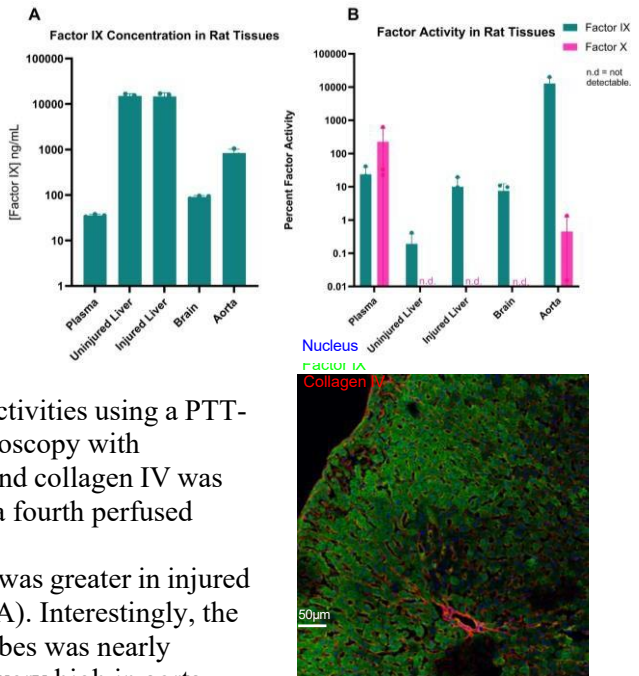 A
Factor IX Concentration in Rat Tissues
100000
10000
1000
100
10
1
[Factor IX] ng/mL
Plasma
Uninjured Liver
Injured Liver
Brain
Aorta
B
Factor Activity in Rat Tissues
Factor IX
Factor X
n.d = not
detectable.
100000
10000
1000
100
10
1
0.1
0.01
Percent Factor Activity
n.d.
n.d.
n.d.
Plasma
Uninjured Liver
Injured Liver
Brain
Aorta
Nucleus
Factor IX
Collagen IV
50µm
ctivities using a PTT-
oscopy with
nd collagen IV was
a fourth perfused
was greater in injured
A). Interestingly, the
bes was nearly
very high in aorta